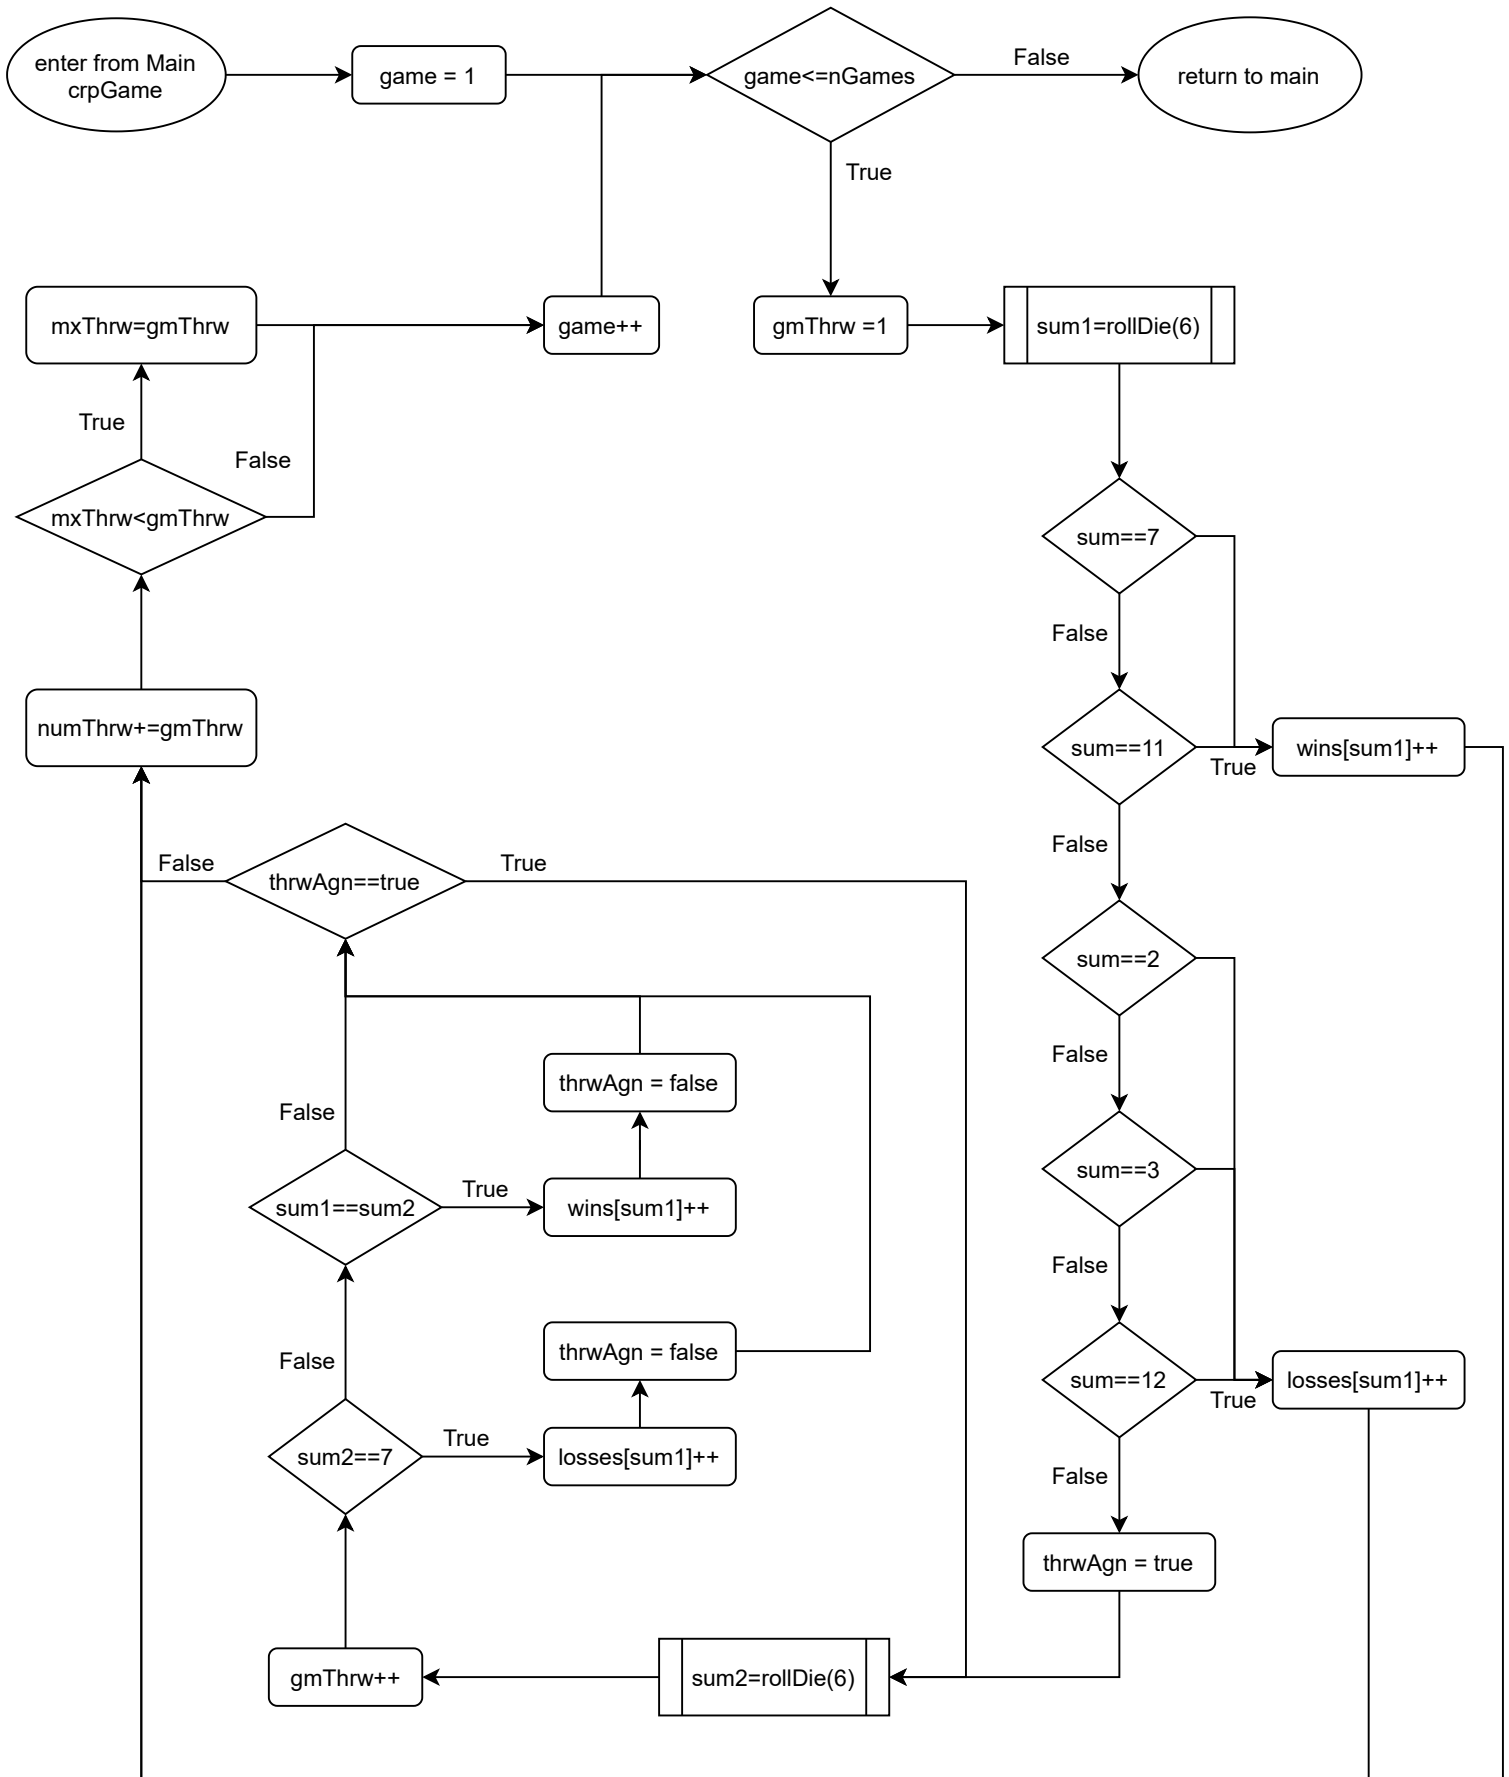 enter from Main
crpGame
game = 1
game<=nGames
False
return to main
True
mxThrw=gmThrw
game++
gmThrw =1
sum1=rollDie(6)
True
False
mxThrw<gmThrw
sum==7
False
numThrw+=gmThrw
sum==11
True
wins[sum1]++
False
False
thrwAgn==true
True
sum==2
False
thrwAgn = false
False
sum==3
True
sum1==sum2
wins[sum1]++
False
False
thrwAgn = false
sum==12
True
losses[sum1]++
True
sum2==7
losses[sum1]++
False
thrwAgn = true
gmThrw++
sum2=rollDie(6)